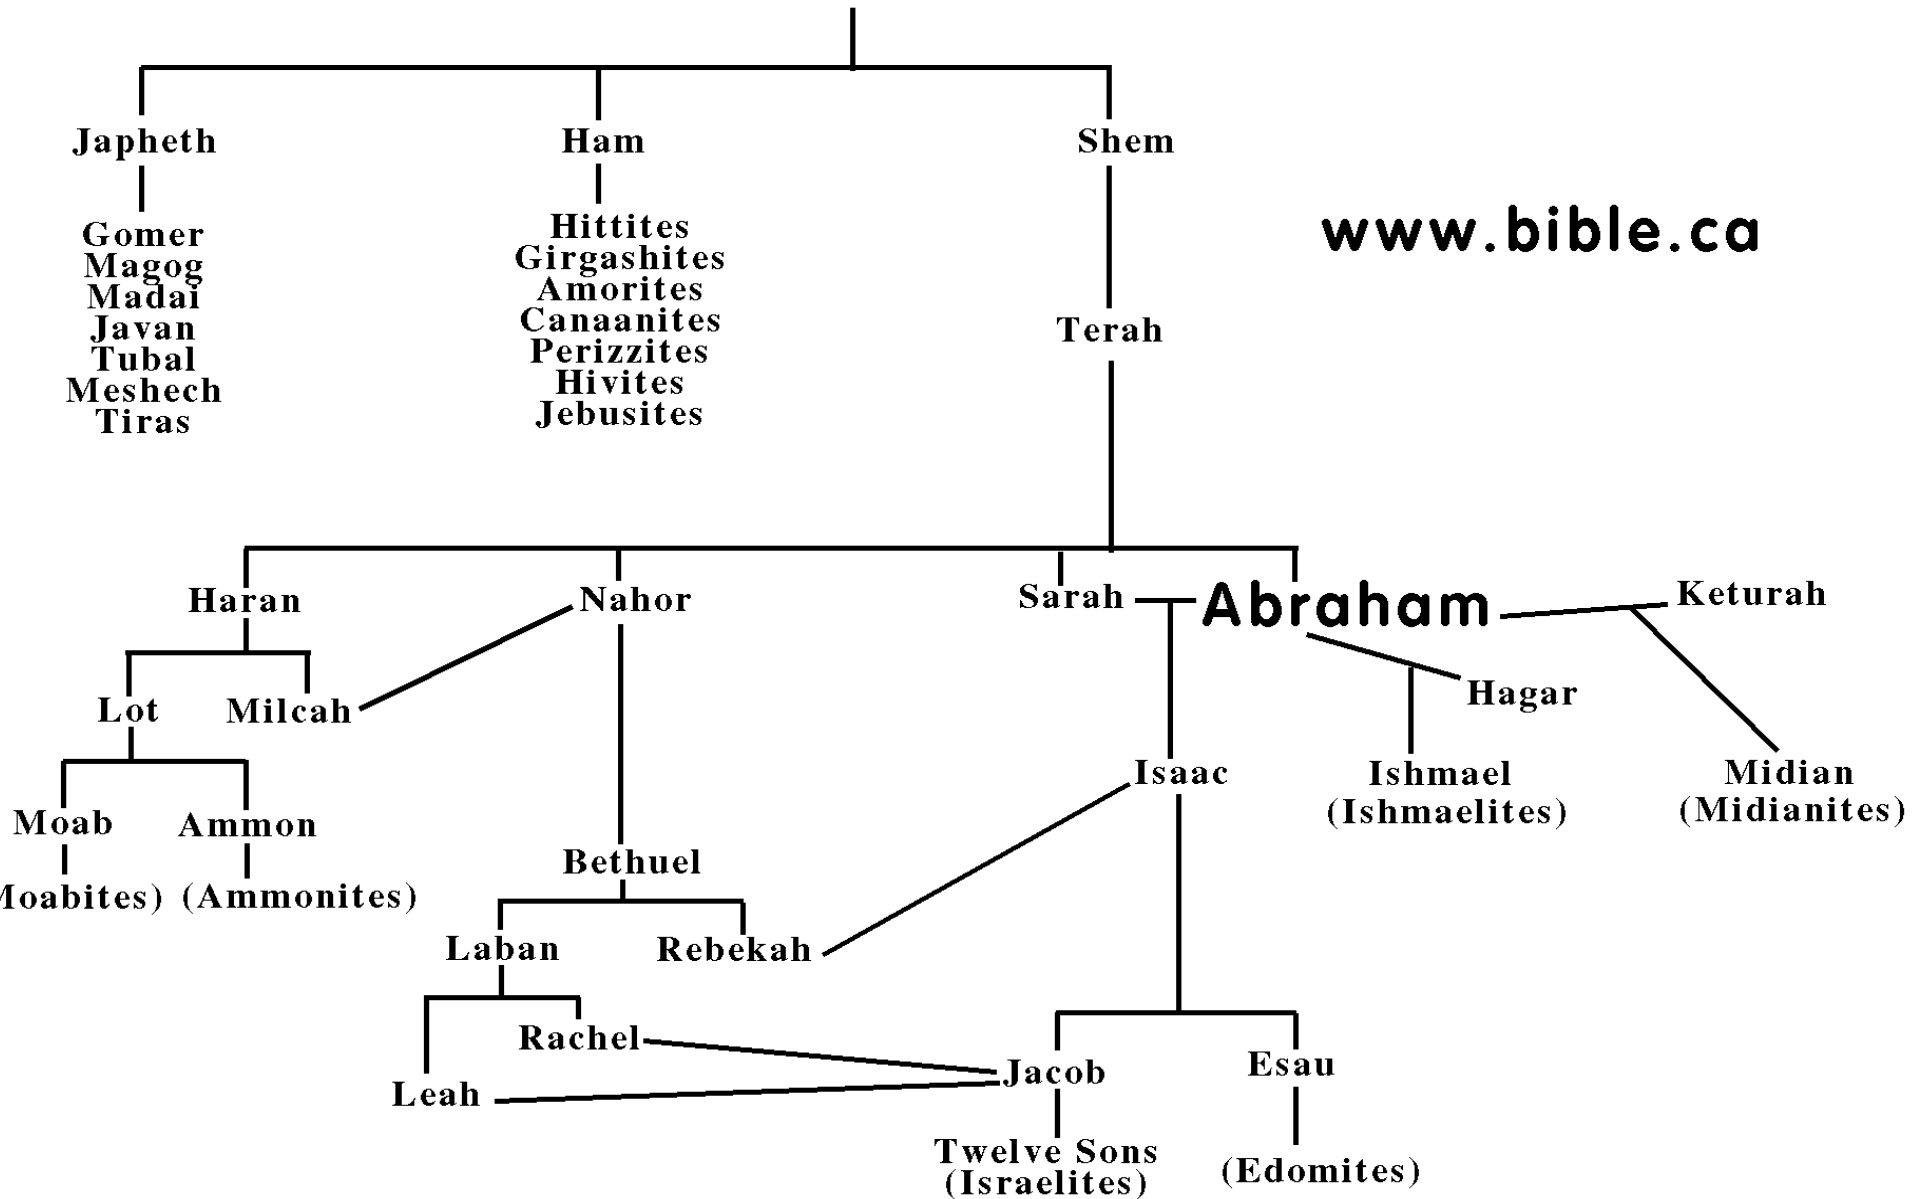 Japheth
Ham
Shem
Gomer
Magog
Madai
Javan
Tubal
Meshech
Tiras
Hittites
Girgashites
Amorites
Canaanites
Perizzites
Hivites
Jebusites
www.bible.ca
Terah
Haran
Nahor
Sarah
Abraham
Keturah
Lot
Milcah
Hagar
Isaac
Ishmael
(Ishmaelites)
Midian
(Midianites)
Moab
Ammon
Moabites)
(Ammonites)
Bethuel
Laban
Rebekah
Rachel
Leah
Jacob
Esau
Twelve Sons
(Israelites)
(Edomites)